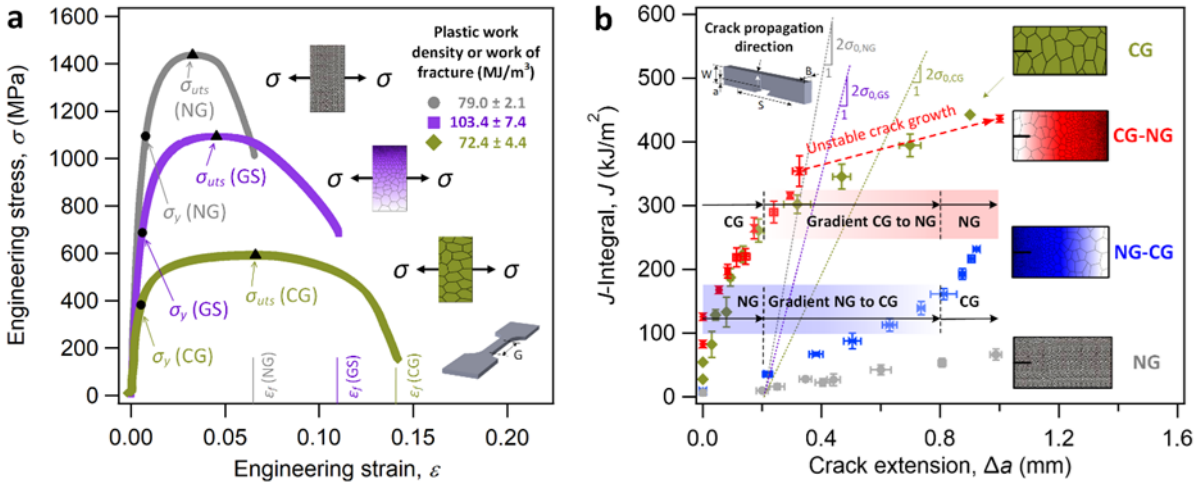 a
Engineering stress, σ (MPa)
1600
1400
1200
1000
800
600
400
200
0
0.00
0.05
0.10
0.15
0.20
Engineering strain, ε
Plastic work
density or work of
fracture (MJ/m³)
79.0 ± 2.1
103.4 ± 7.4
72.4 ± 4.4
σuts
(NG)
σy (NG)
σuts (GS)
σy (GS)
σuts (CG)
σy (CG)
σ
σ
σ
σ
σ
σ
G
εf (NG)
εf (GS)
εf (CG)
b
J-Integral, J (kJ/m²)
600
500
400
300
200
100
0
0.0
0.4
0.8
1.2
1.6
Crack extension, Δa (mm)
Crack propagation
direction
W
a
S
B
2σ0,NG
1
2σ0,GS
1
2σ0,CG
1
Unstable crack growth
CG
Gradient CG to NG
NG
NG
Gradient NG to CG
CG
CG
CG-NG
NG-CG
NG